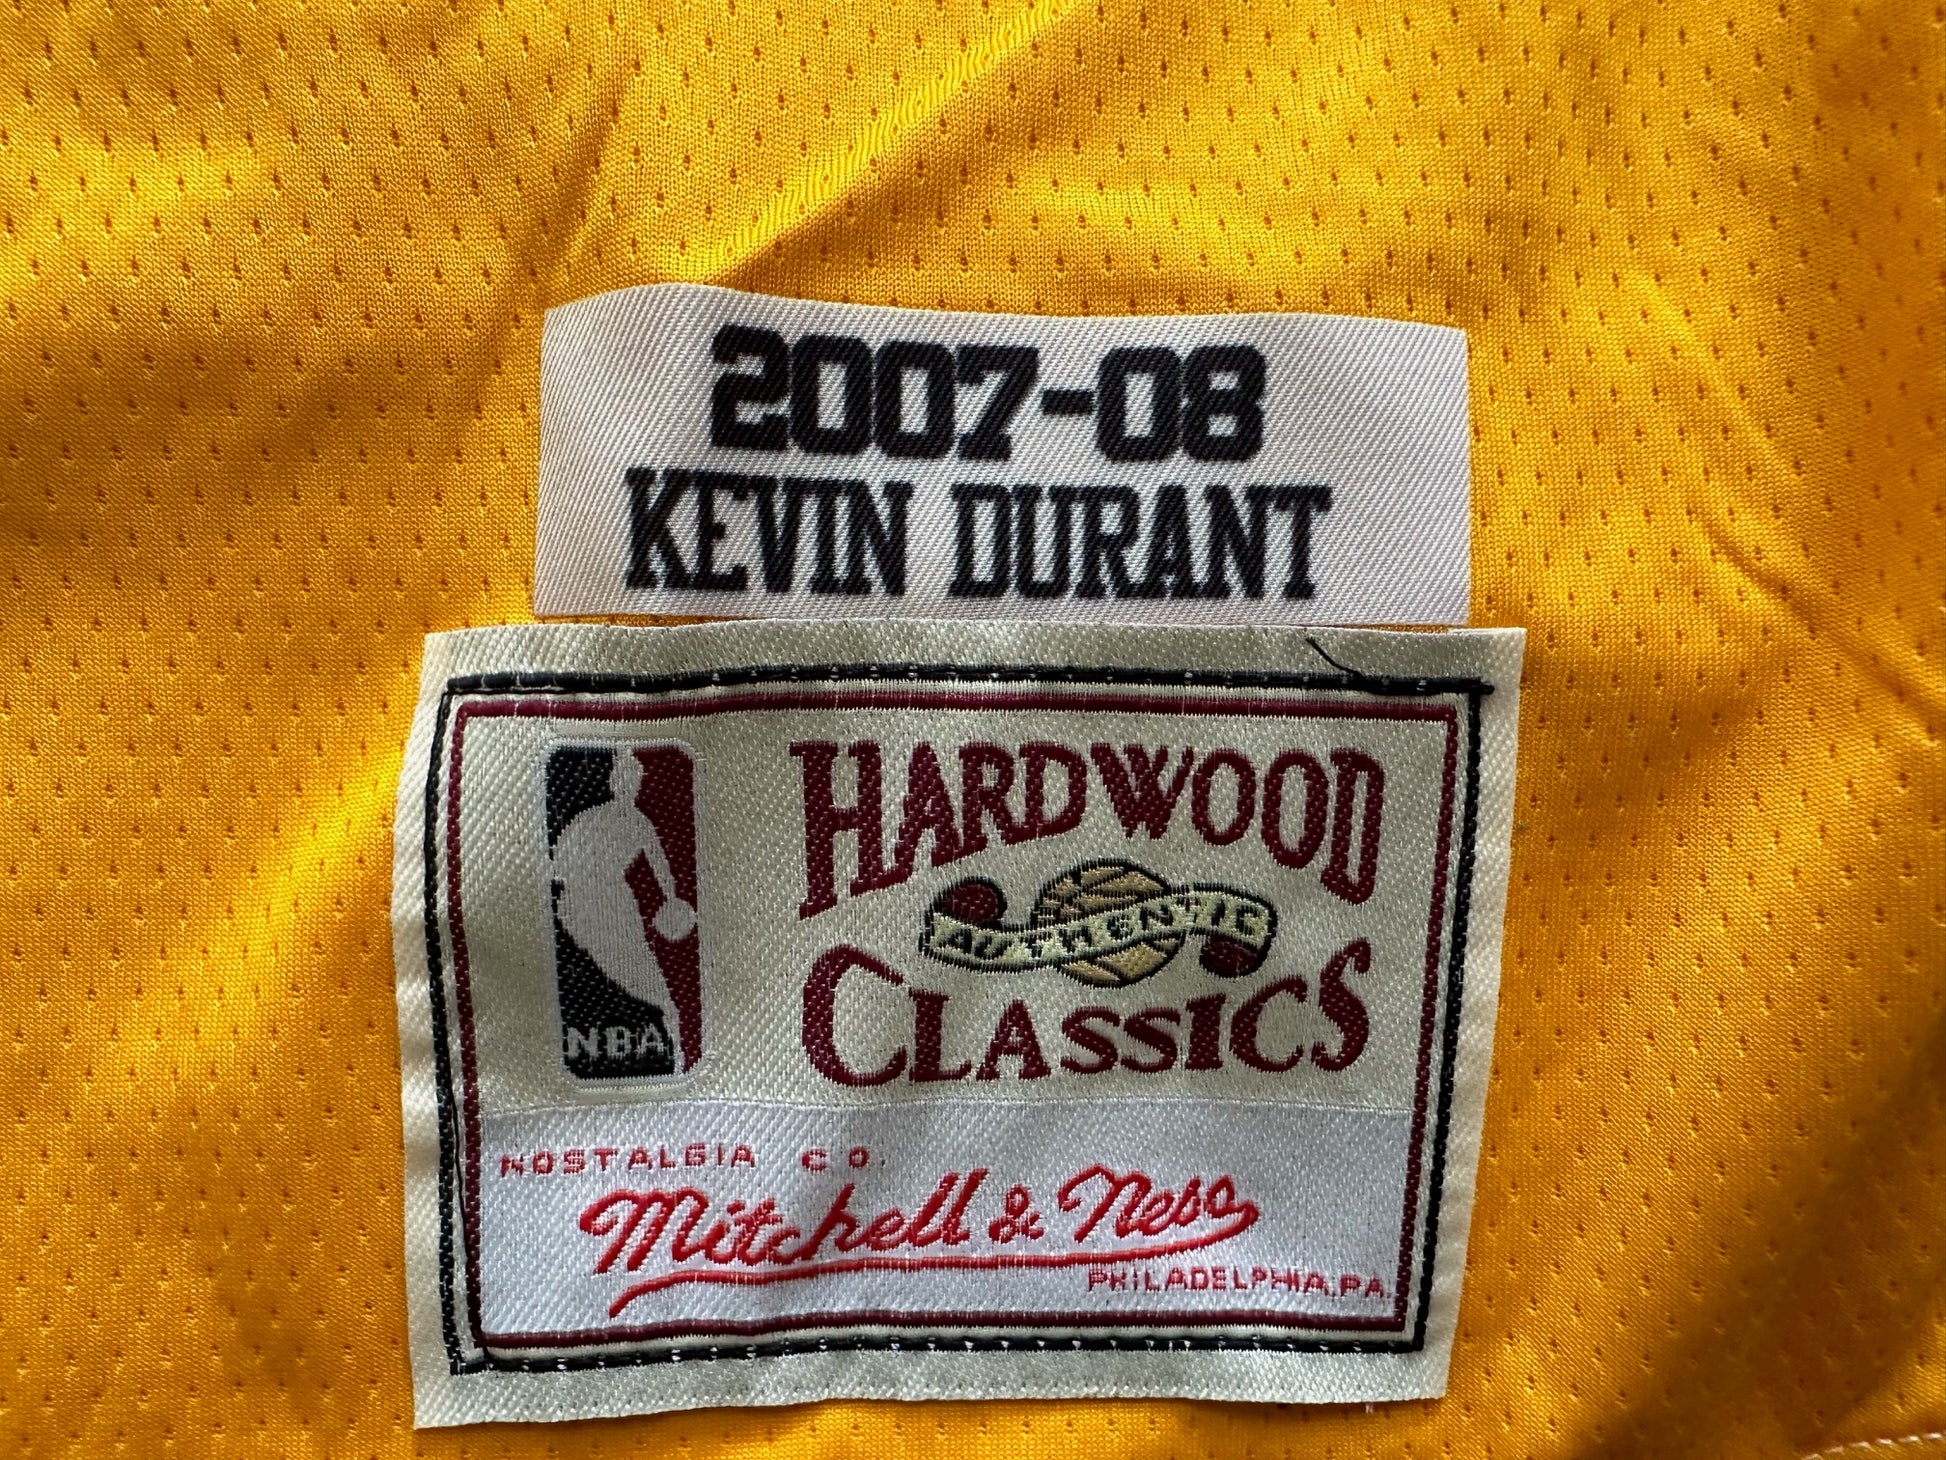 2007-08
KEVIN DURANT
HARDWOOD
AUTHENTIC
CLASSICS
NBA
NOSTALGIA CO.
Mitchell & Ness
PHILADELPHIA, PA.